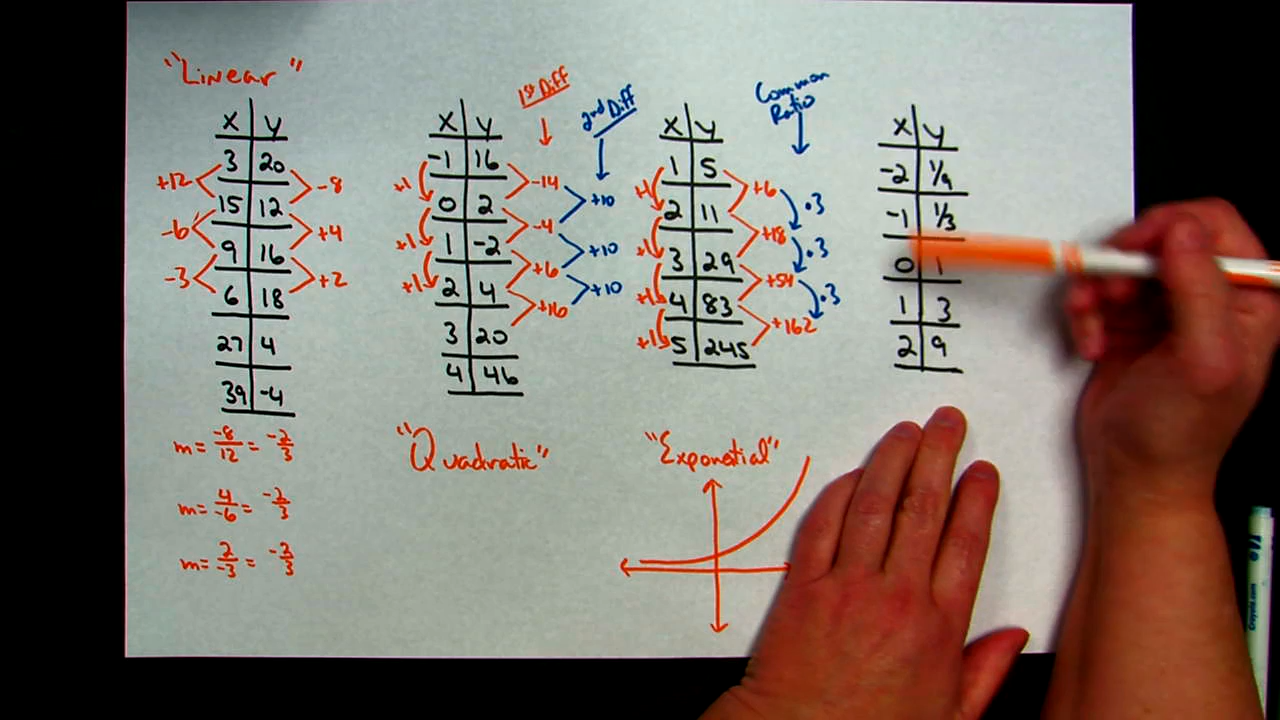 "Linear"
x y
3 20
15 12
9 16
6 18
27 4
39 -4
+12 -8
-6 +4
-3 +2
m = -8/12 = -2/3
m = 4/-6 = -2/3
m = 2/-3 = -2/3
1st Diff
2nd Diff
x y
-1 16
0 2
1 -2
2 4
3 20
4 46
+1 -14
+1 -4 +10
+1 +6 +10
+16 +10
"Quadratic"
Common
Ratio
x y
1 5
2 11
3 29
4 83
5 245
+1 +6
+1 +18 ·3
+1 +54 ·3
+1 +162 ·3
"Exponential"
x y
-2 1/9
-1 1/3
0 1
1 3
2 9